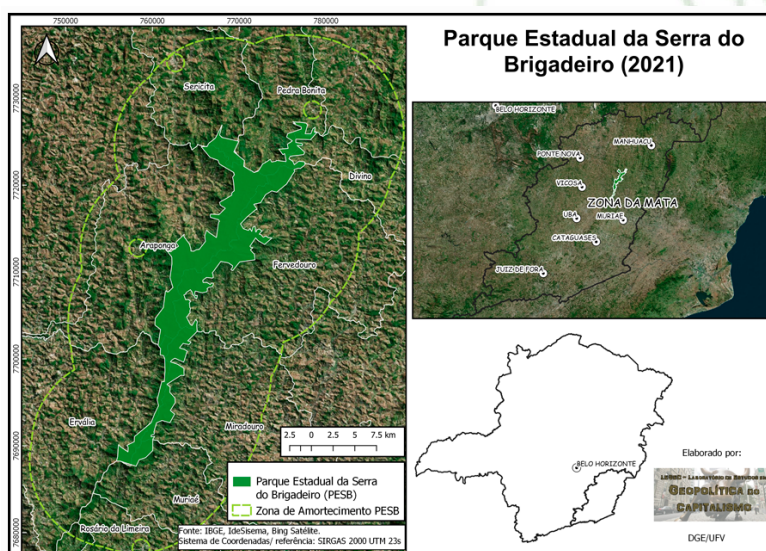 750000 760000 770000 780000
7730000
7720000
7710000
7700000
7690000
7680000
Sericita
Pedra Bonita
Divino
Araponga
Fervedouro
Ervália
Miradouro
Muriaé
Rosário da Limeira
2.5 0 2.5 5 7.5 km
Parque Estadual da Serra
do Brigadeiro (PESB)
Zona de Amortecimento PESB
Fonte: IBGE, IdeSisema, Bing Satélite.
Sistema de Coordenadas/ referência: SIRGAS 2000 UTM 23s
Parque Estadual da Serra do
Brigadeiro (2021)
BELO HORIZONTE
MANHUAÇU
PONTE NOVA
VIÇOSA
ZONA DA MATA
UBÁ
MURIAÉ
CATAGUASES
JUIZ DE FORA
BELO HORIZONTE
Elaborado por:
GEOPOLÍTICA DO
CAPITALISMO
DGE/UFV